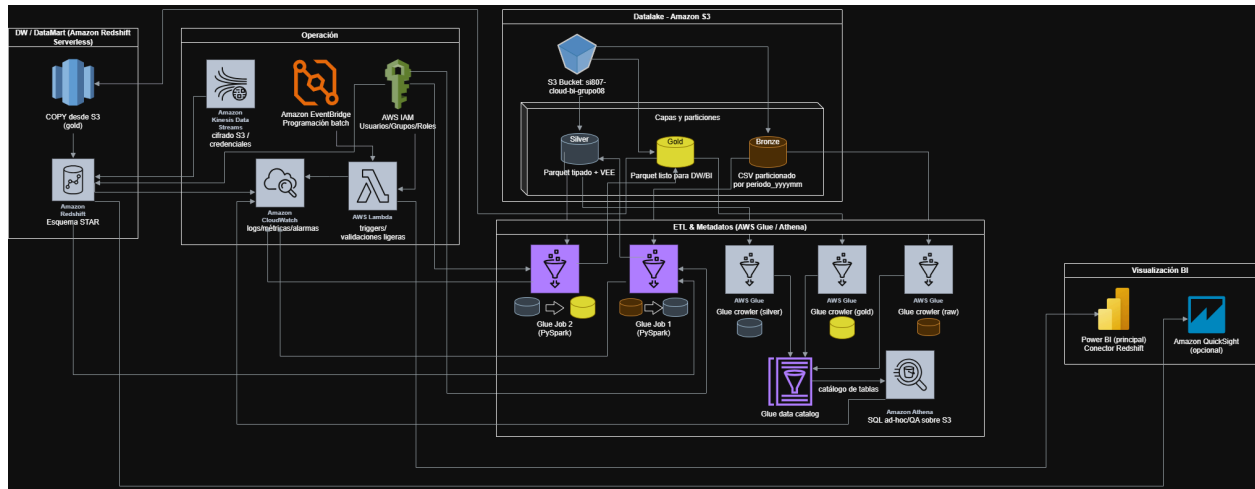 DW / DataMart (Amazon Redshift
Serverless)
COPY desde S3
(gold)
Amazon
Redshift
Esquema STAR
Operación
Amazon
Kinesis Data
Streams
cifrado S3 /
credenciales
Amazon EventBridge
Programación batch
AWS IAM
Usuarios/Grupos/Roles
Amazon
CloudWatch
logs/métricas/alarmas
AWS Lambda
triggers/
validaciones ligeras
Datalake - Amazon S3
S3 Bucket: si807-
cloud-bi-grupo08
Capas y particiones
Silver
Parquet tipado + VEE
Gold
Parquet listo para DW/BI
Bronze
CSV particionado
por periodo_yyyymm
ETL & Metadatos (AWS Glue / Athena)
Glue Job 2
(PySpark)
Glue Job 1
(PySpark)
AWS Glue
Glue crowler (silver)
AWS Glue
Glue crowler (gold)
AWS Glue
Glue crowler (raw)
Glue data catalog
catálogo de tablas
Amazon Athena
SQL ad-hoc/QA sobre S3
Visualización BI
Power BI (principal)
Conector Redshift
Amazon QuickSight
(opcional)